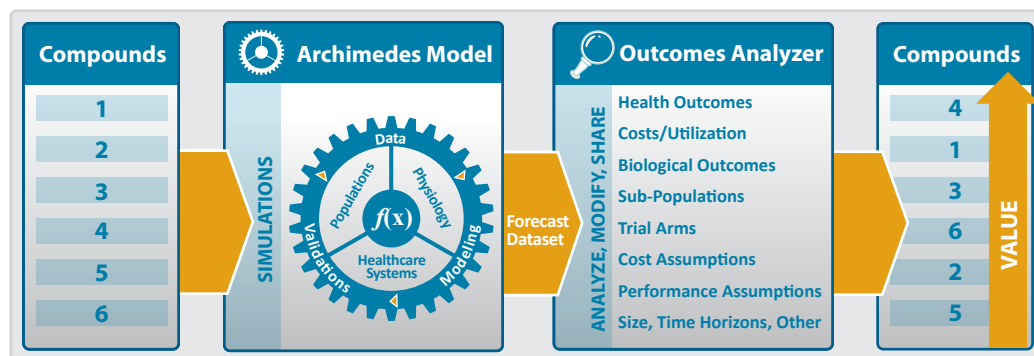 Compounds
1
2
3
4
5
6
Archimedes Model
SIMULATIONS
Data
Populations
Physiology
f(x)
Healthcare
Systems
Validations
Modeling
Forecast
Dataset
Outcomes Analyzer
ANALYZE, MODIFY, SHARE
Health Outcomes
Costs/Utilization
Biological Outcomes
Sub-Populations
Trial Arms
Cost Assumptions
Performance Assumptions
Size, Time Horizons, Other
Compounds
4
1
3
6
2
5
VALUE